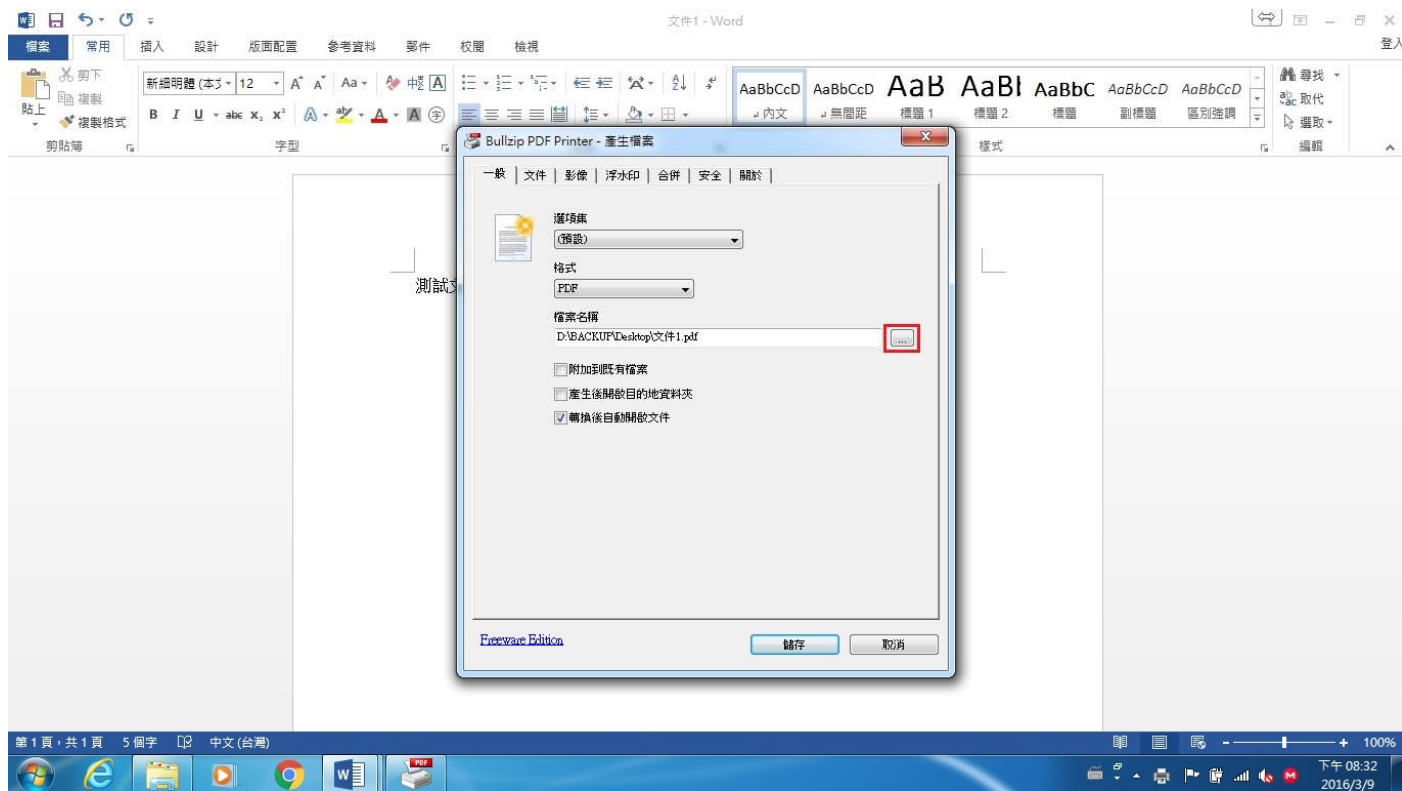 文件1 - Word
檔案 常用 插入 設計 版面配置 參考資料 郵件 校閱 檢視 登入
剪下
複製
貼上
複製格式
剪貼簿
新細明體 (本文 12
B I U abc X₂ X²
字型
AaBbCcD AaBbCcD AaB AaBl AaBbC AaBbCcD AaBbCcD
內文 無間距 標題 1 標題 2 標題 副標題 區別強調
樣式
尋找
取代
選取
編輯
Bullzip PDF Printer - 產生檔案
一般 文件 影像 浮水印 合併 安全 關於
選項集
(預設)
格式
PDF
檔案名稱
D:\BACKUP\Desktop\文件1.pdf ...
附加到既有檔案
產生後開啟目的地資料夾
轉換後自動開啟文件
Freeware Edition 儲存 取消
測試文
第 1 頁，共 1 頁 5 個字 中文 (台灣) 100%
下午 08:32
2016/3/9